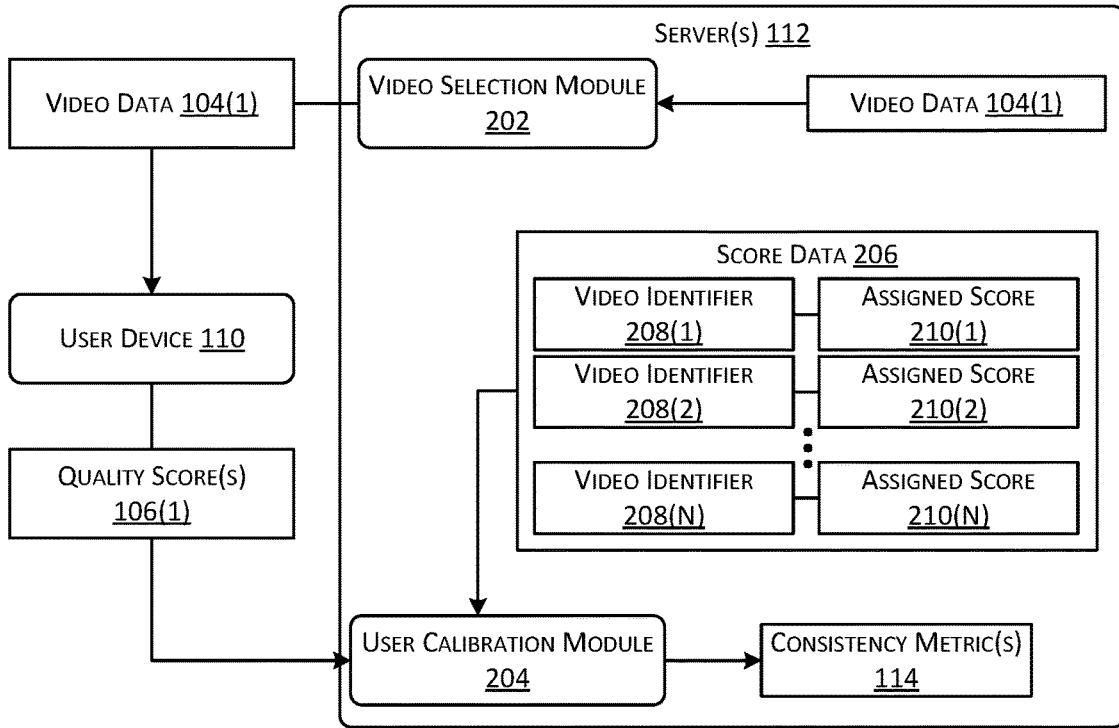 SERVER(S) 112
VIDEO DATA 104(1)
VIDEO SELECTION MODULE
202
VIDEO DATA 104(1)
SCORE DATA 206
VIDEO IDENTIFIER
208(1)
ASSIGNED SCORE
210(1)
USER DEVICE 110
VIDEO IDENTIFIER
208(2)
ASSIGNED SCORE
210(2)
QUALITY SCORE(S)
106(1)
VIDEO IDENTIFIER
208(N)
ASSIGNED SCORE
210(N)
USER CALIBRATION MODULE
204
CONSISTENCY METRIC(S)
114